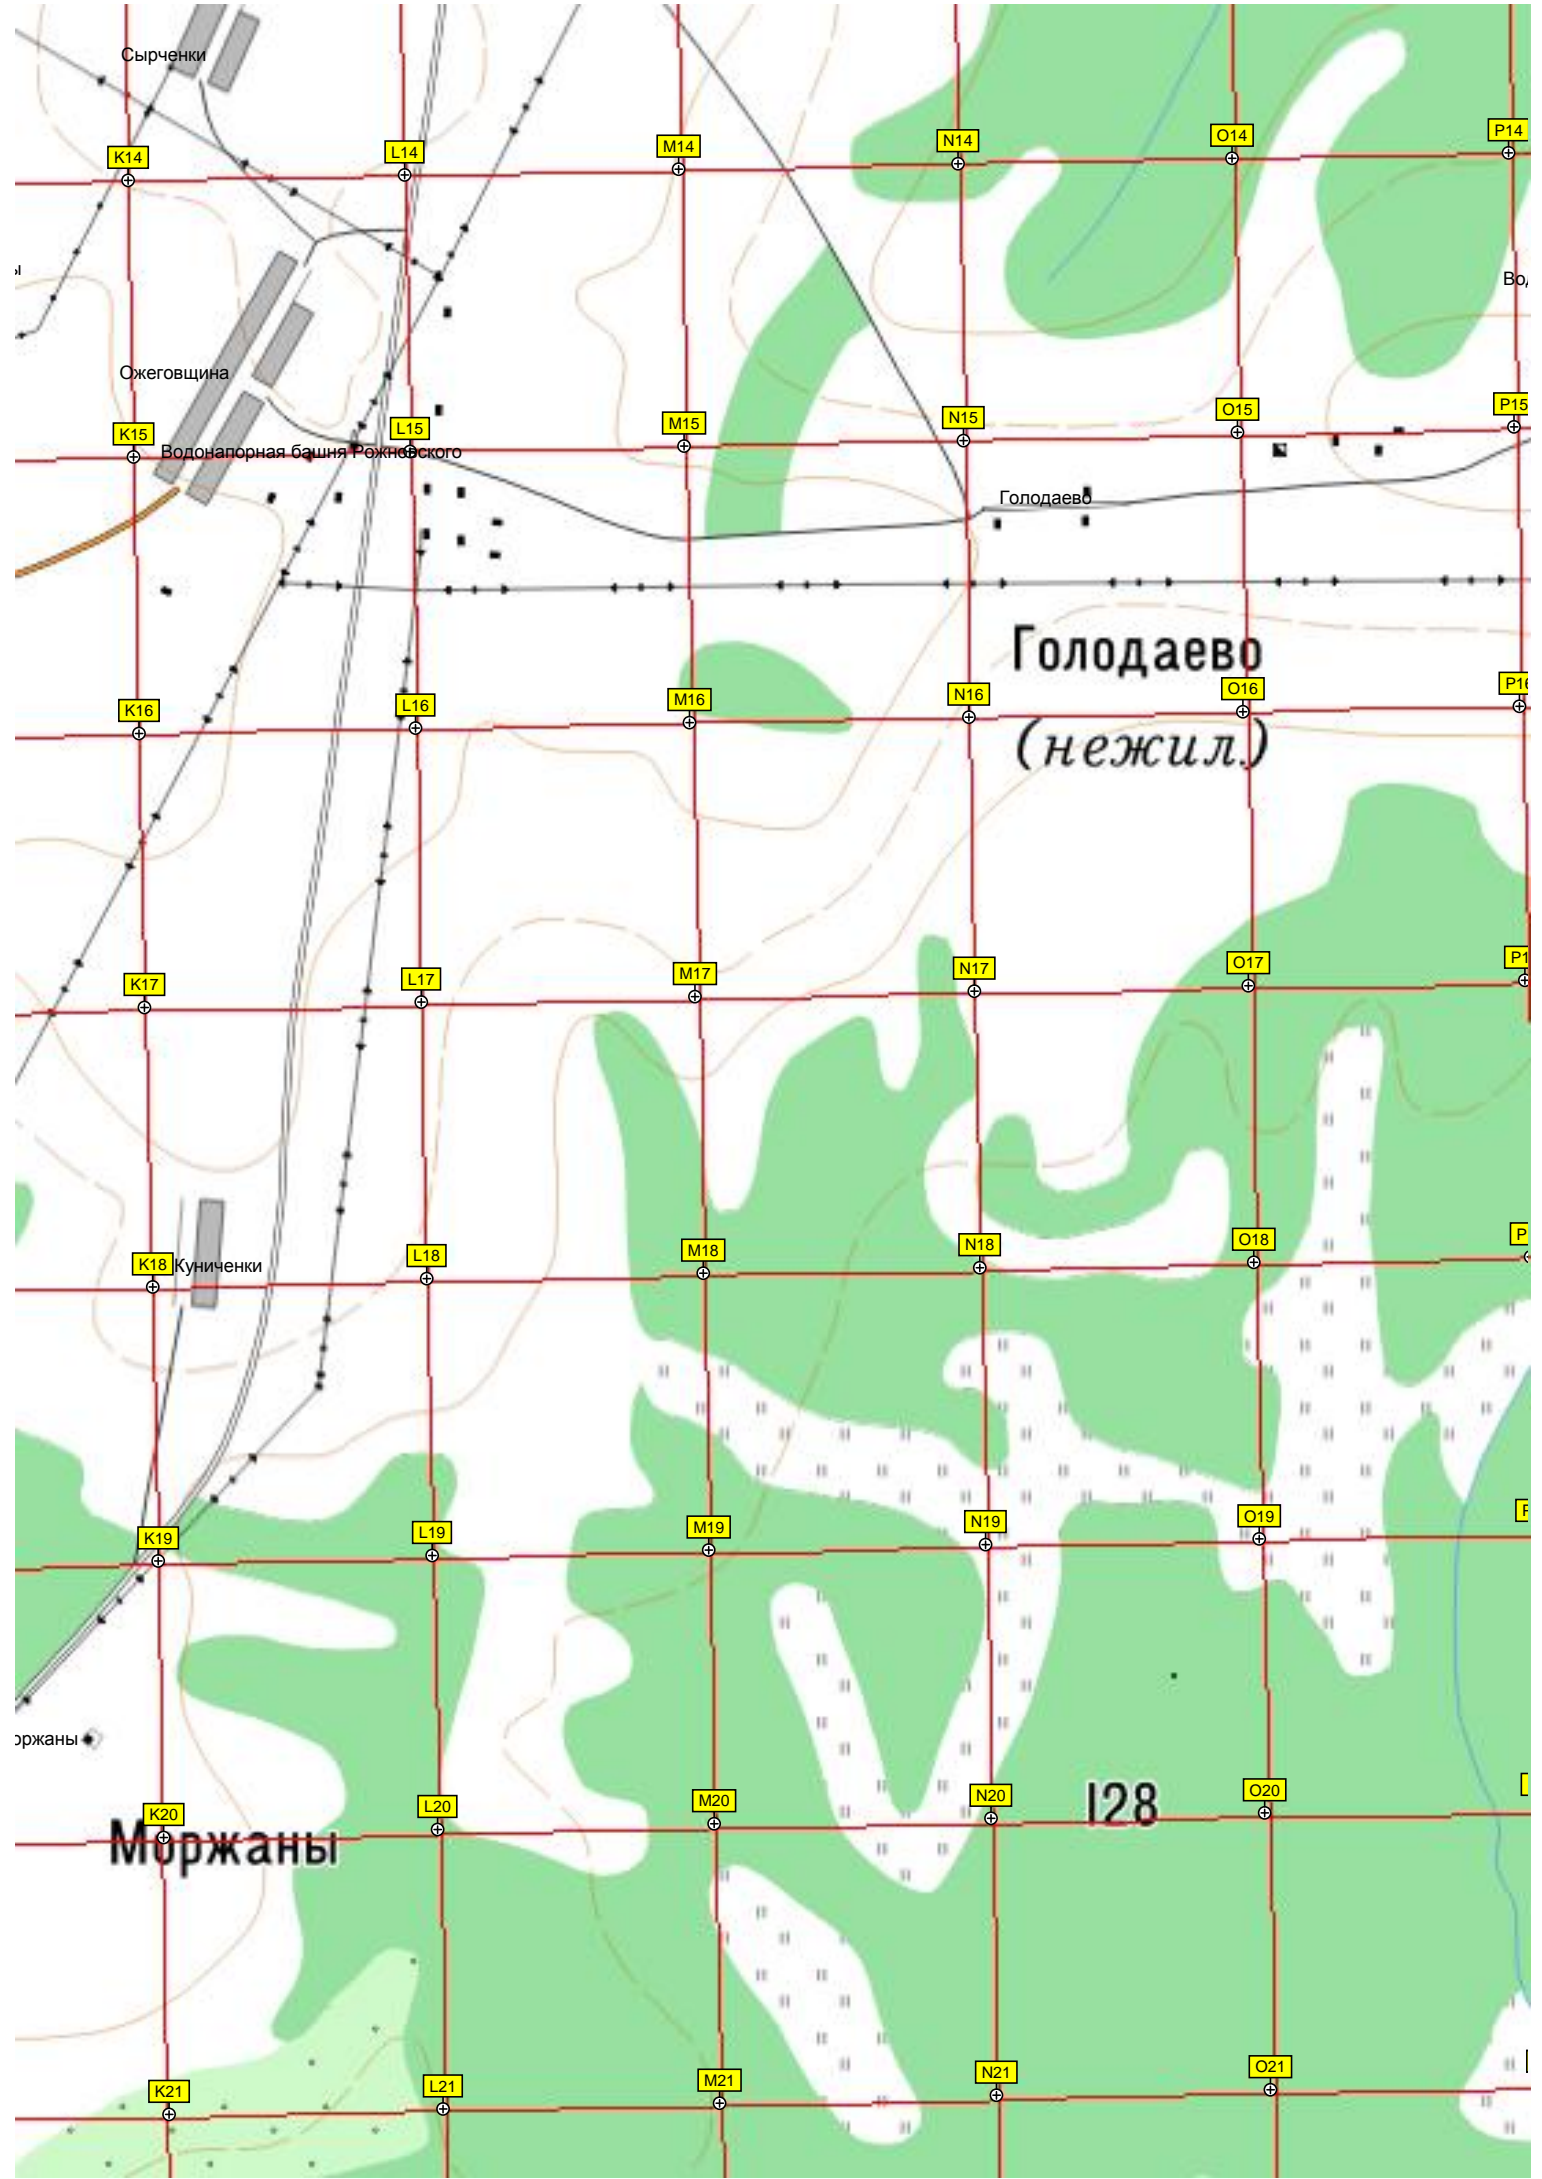 Сырченки
K14 L14 M14 N14 O14 P14
Ожеговщина
K15 L15 M15 N15 O15 P15
Водонапорная башня Рожновского
Голодаево
Голодаево
(нежил.)
K16 L16 M16 N16 O16
K17 L17 M17 N17 O17
K18 L18 M18 N18 O18
Куниченки
K19 L19 M19 N19 O19
K20 L20 M20 N20 O20
128
Моржаны
K21 L21 M21 N21 O21